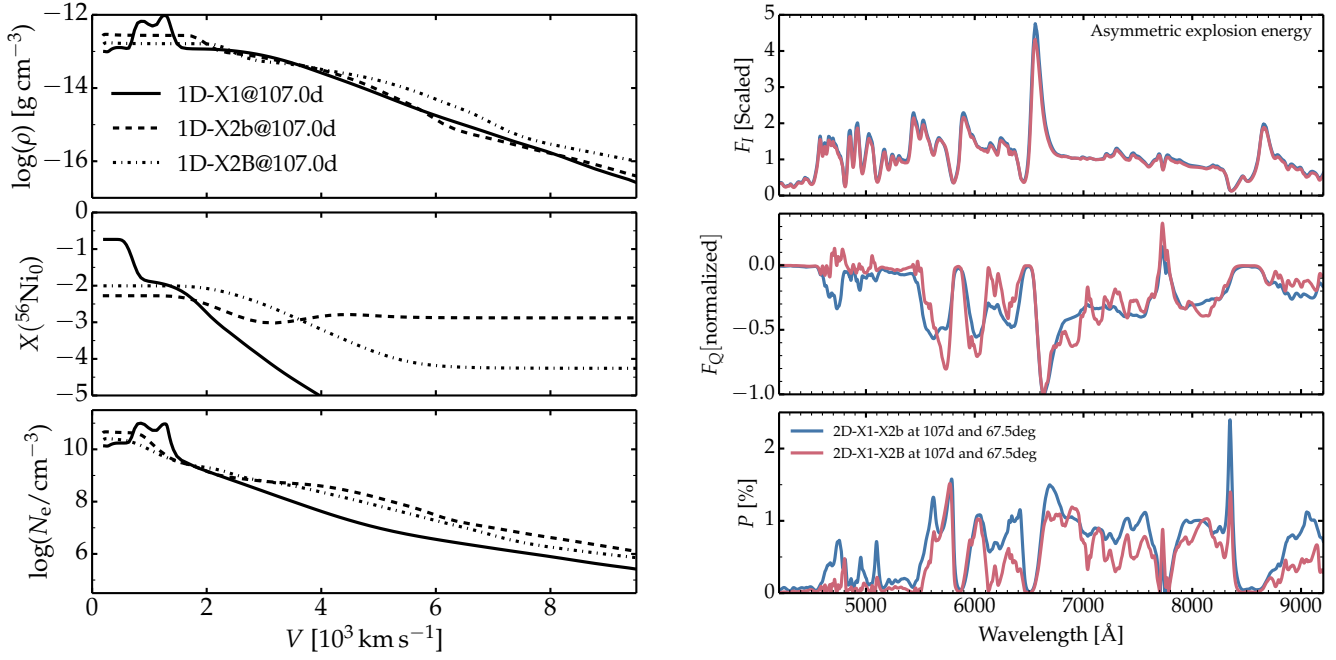 log(ρ) [g cm⁻³]
−12
−14
−16
1D-X1@107.0d
1D-X2b@107.0d
1D-X2B@107.0d
X(⁵⁶Ni₀)
0
−1
−2
−3
−4
−5
log(Nₑ/cm⁻³)
10
8
6
0 2 4 6 8
V [10³ km s⁻¹]
F_I [Scaled]
5
4
3
2
1
0
Asymmetric explosion energy
F_Q[normalized]
0.0
−0.5
−1.0
P [%]
2
1
0
2D-X1-X2b at 107d and 67.5deg
2D-X1-X2B at 107d and 67.5deg
5000 6000 7000 8000 9000
Wavelength [Å]